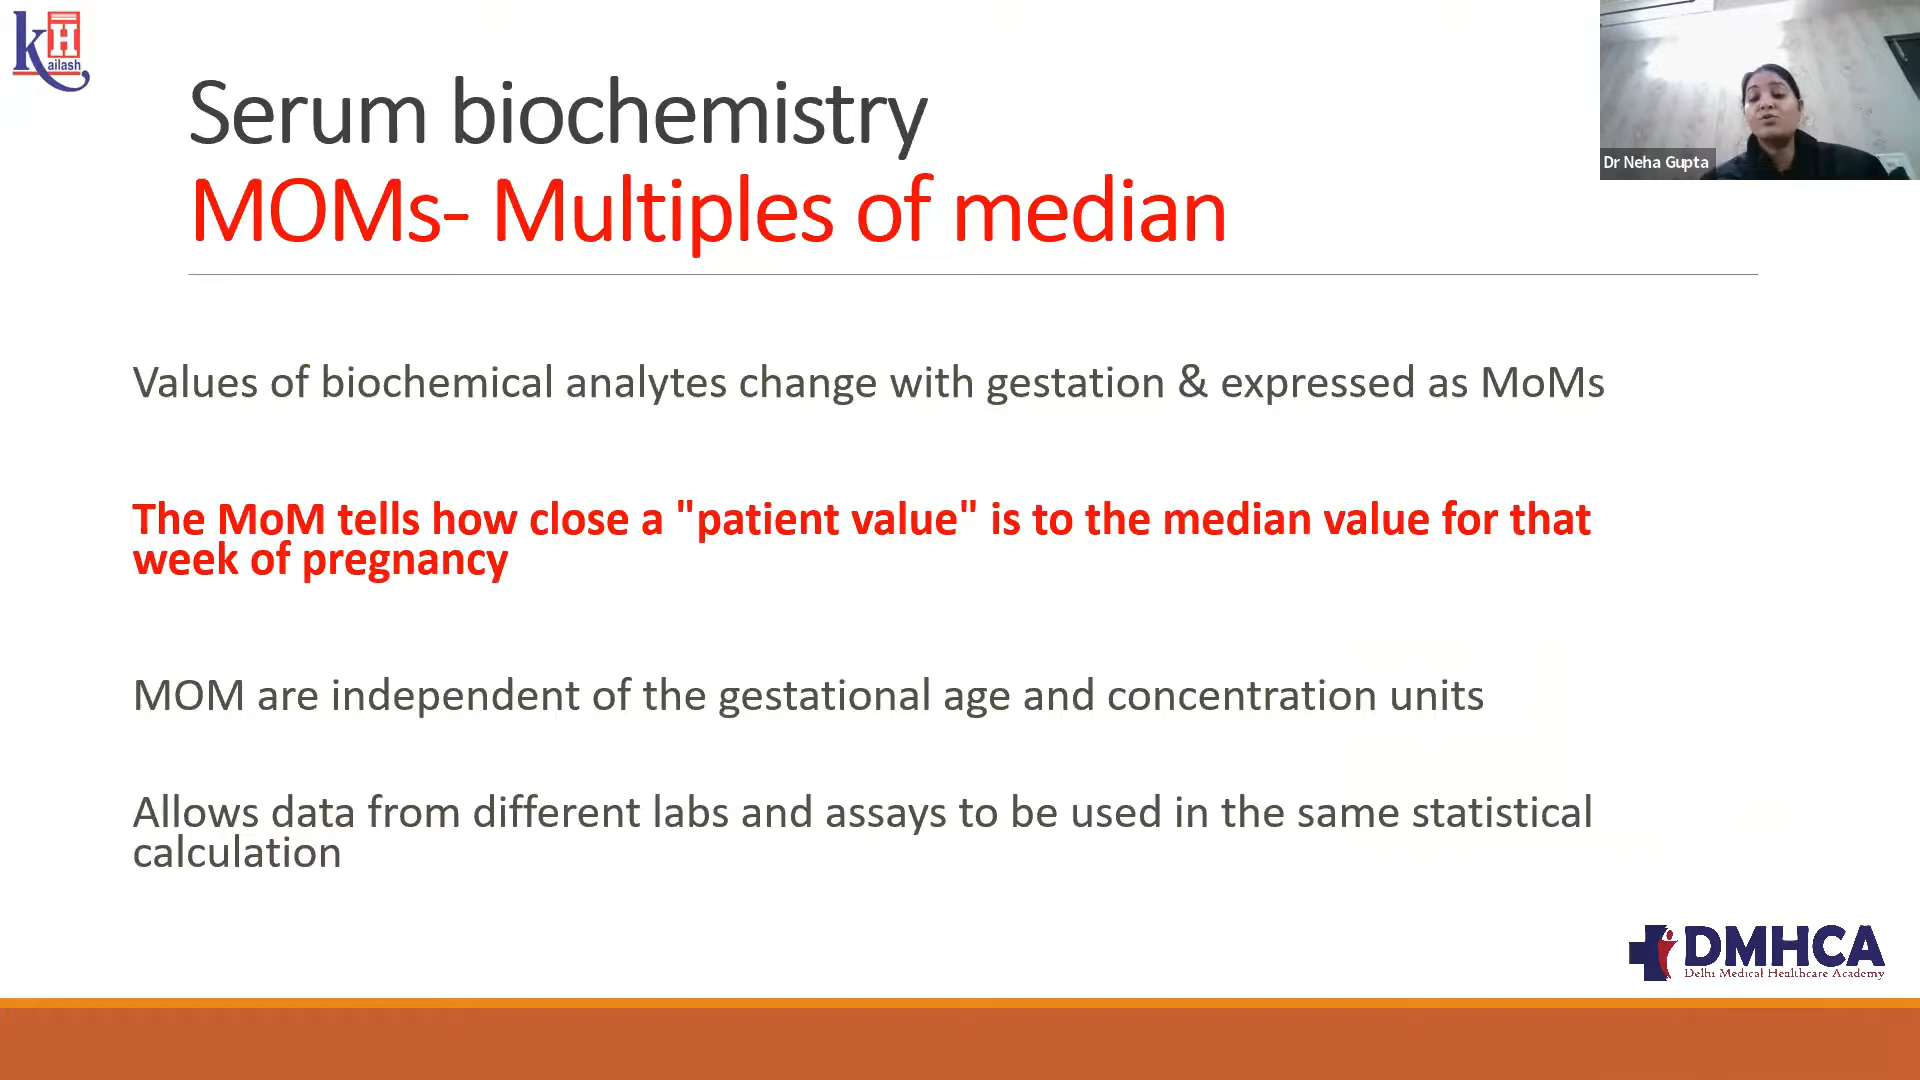 kH
ailash
Serum biochemistry
MOMs- Multiples of median
Dr Neha Gupta
Values of biochemical analytes change with gestation & expressed as MoMs
The MoM tells how close a "patient value" is to the median value for that
week of pregnancy
MOM are independent of the gestational age and concentration units
Allows data from different labs and assays to be used in the same statistical
calculation
DMHCA
Delhi Medical Healthcare Academy